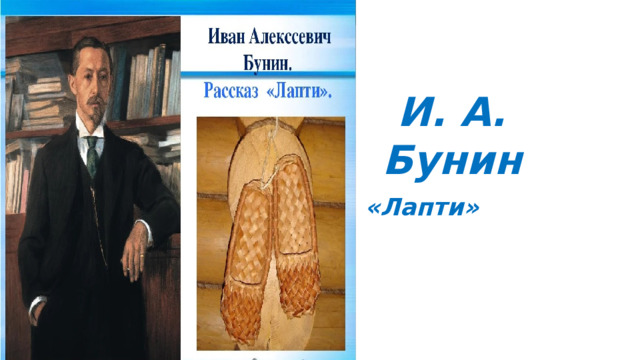 Иван Алекссевич
Бунин.
Рассказ «Лапти».
И. А.
Бунин
«Лапти»